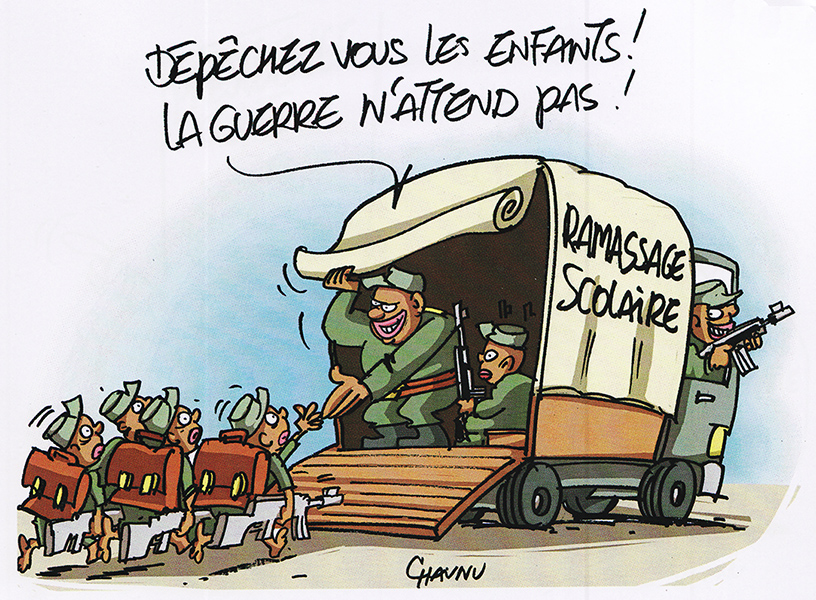 DÉPÊCHEZ VOUS LES ENFANTS!
LA GUERRE N'ATTEND PAS!
RAMASSAGE
SCOLAIRE
CHAUNU